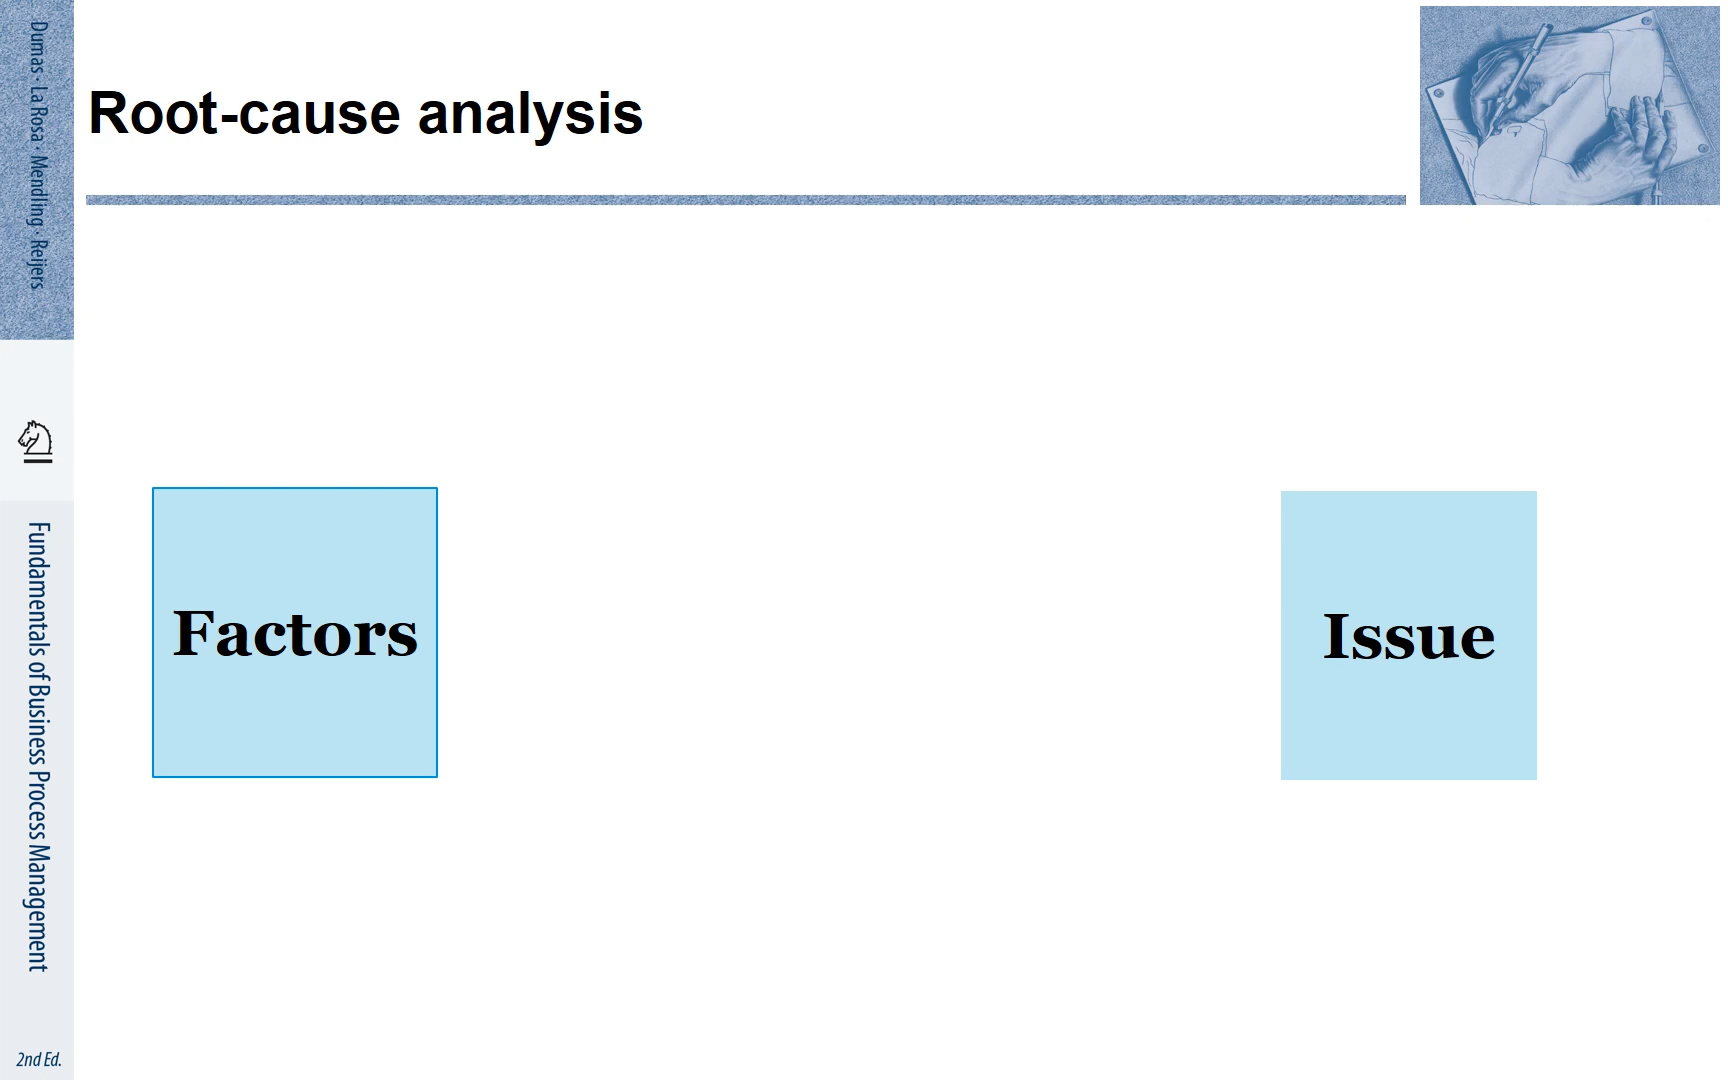 Dumas · La Rosa · Mendling · Reijers
Root-cause analysis
Factors
Issue
Fundamentals of Business Process Management
2nd Ed.